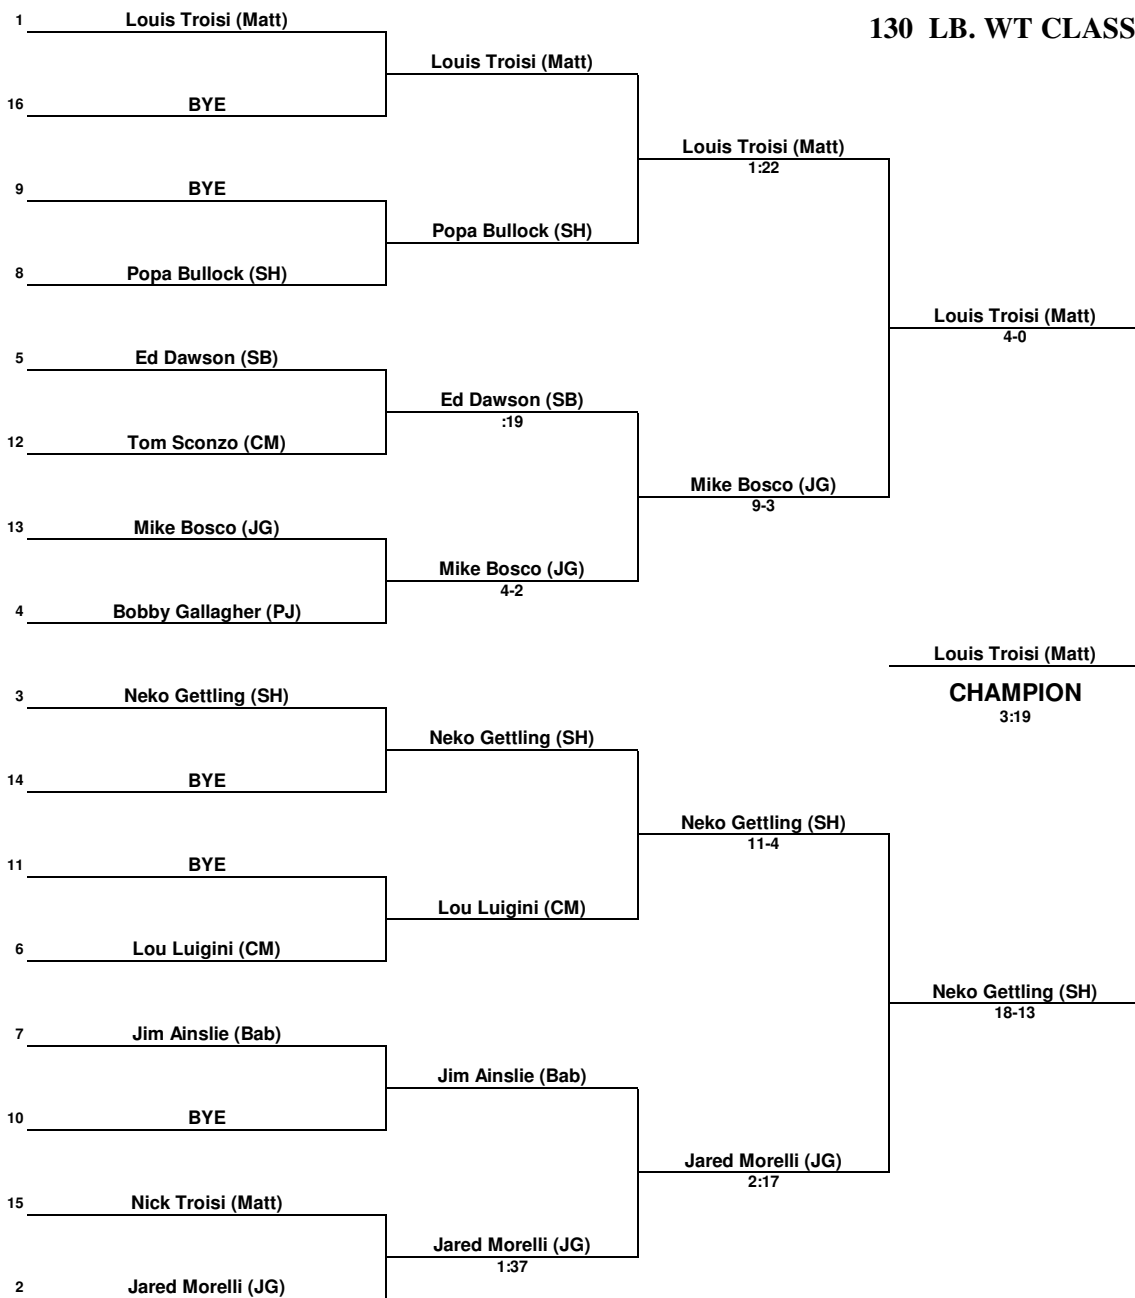 130 LB. WT CLASS
1 Louis Troisi (Matt)
Louis Troisi (Matt)
16 BYE
Louis Troisi (Matt)
1:22
9 BYE
Popa Bullock (SH)
8 Popa Bullock (SH)
Louis Troisi (Matt)
4-0
5 Ed Dawson (SB)
Ed Dawson (SB)
:19
12 Tom Sconzo (CM)
Mike Bosco (JG)
9-3
13 Mike Bosco (JG)
Mike Bosco (JG)
4-2
4 Bobby Gallagher (PJ)
Louis Troisi (Matt)
CHAMPION
3:19
3 Neko Gettling (SH)
Neko Gettling (SH)
14 BYE
Neko Gettling (SH)
11-4
11 BYE
Lou Luigini (CM)
6 Lou Luigini (CM)
Neko Gettling (SH)
18-13
7 Jim Ainslie (Bab)
Jim Ainslie (Bab)
10 BYE
Jared Morelli (JG)
2:17
15 Nick Troisi (Matt)
Jared Morelli (JG)
1:37
2 Jared Morelli (JG)